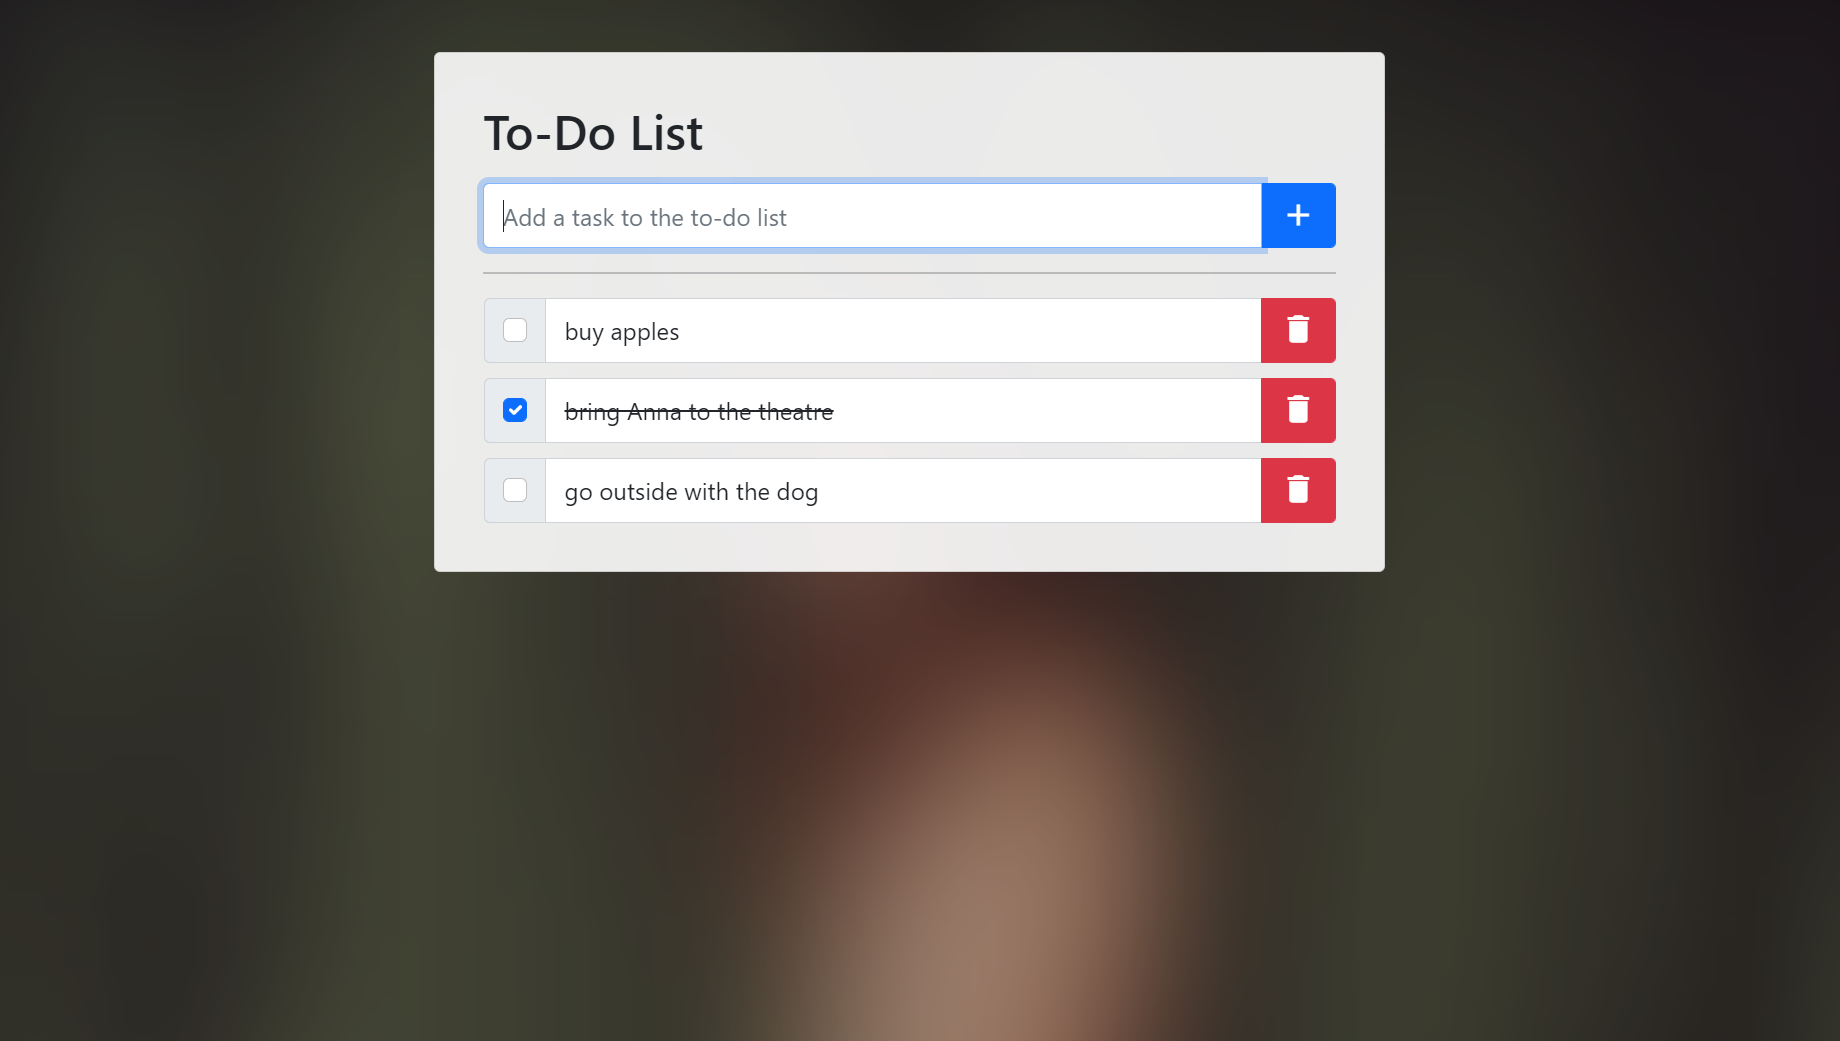 To-Do List
Add a task to the to-do list
buy apples
bring Anna to the theatre
go outside with the dog